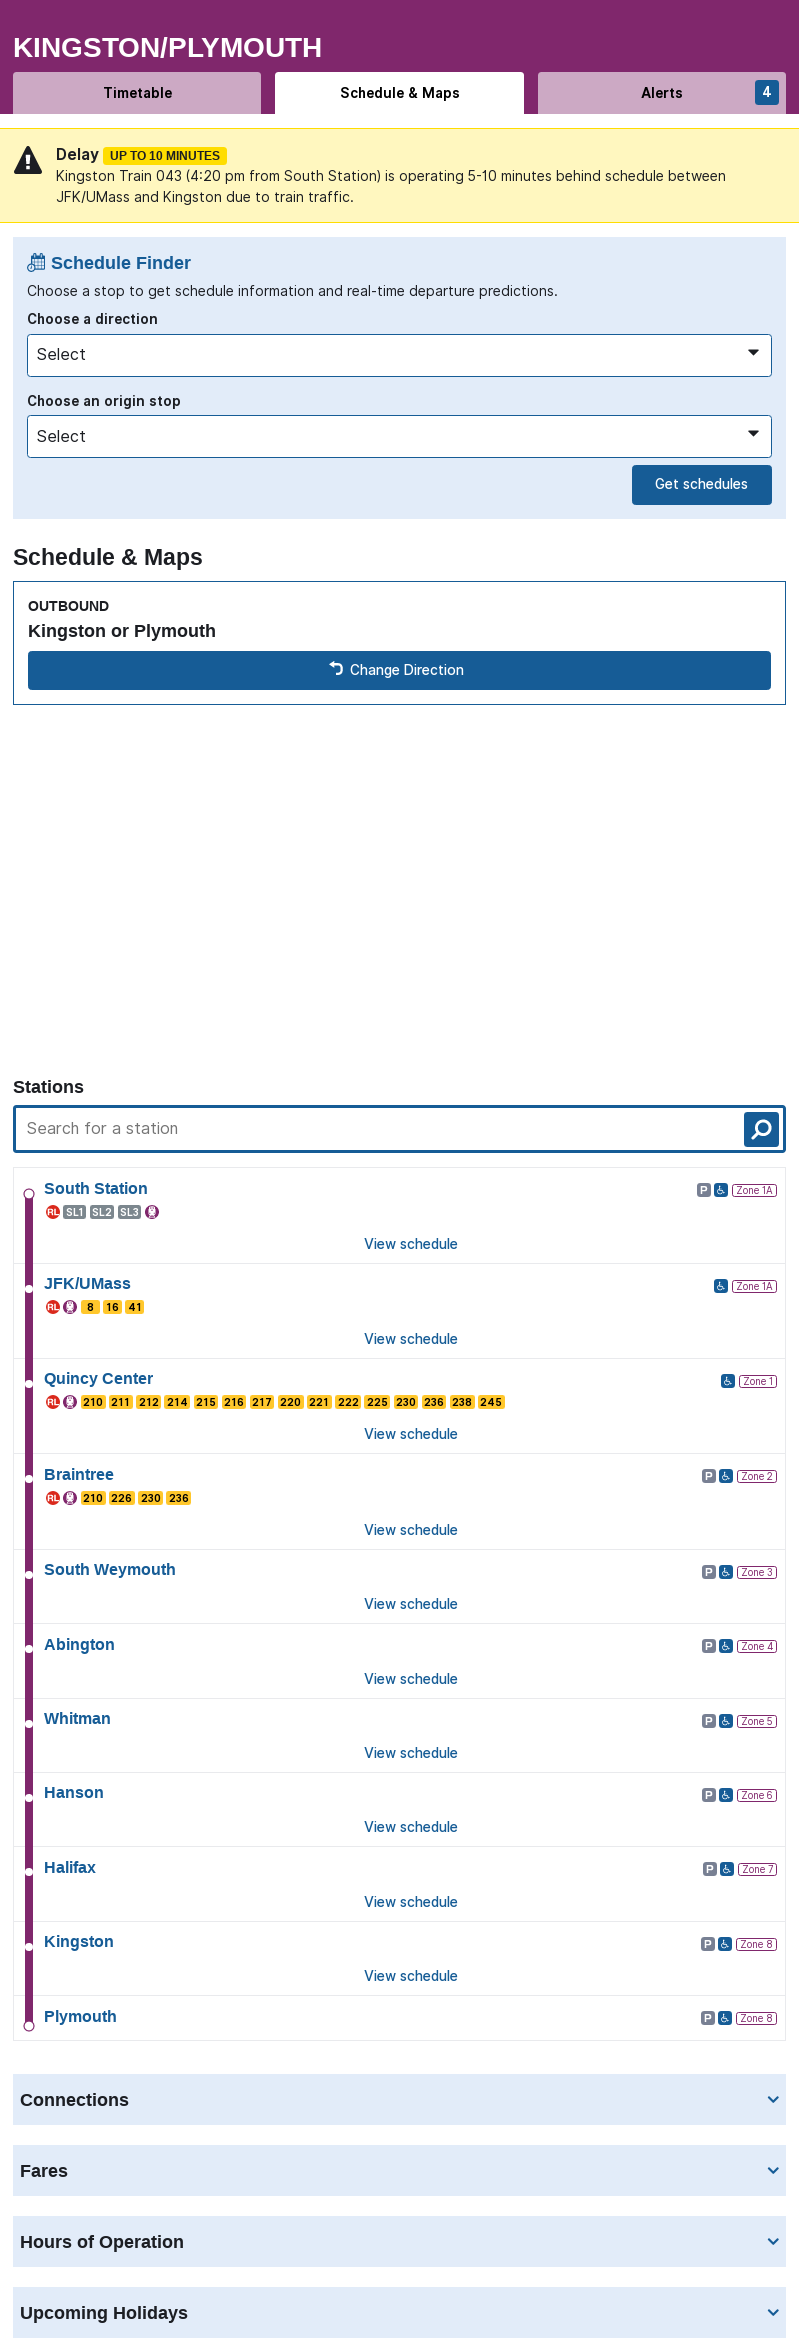 KINGSTON/PLYMOUTH
Timetable
Schedule & Maps
Alerts
4
Delay UP TO 10 MINUTES
Kingston Train 043 (4:20 pm from South Station) is operating 5-10 minutes behind schedule between
JFK/UMass and Kingston due to train traffic.
Schedule Finder
Choose a stop to get schedule information and real-time departure predictions.
Choose a direction
Select
Choose an origin stop
Select
Get schedules
Schedule & Maps
OUTBOUND
Kingston or Plymouth
Change Direction
Stations
Search for a station
South Station
P Zone 1A
RL SL1 SL2 SL3
View schedule
JFK/UMass
Zone 1A
RL 8 16 41
View schedule
Quincy Center
Zone 1
RL 210 211 212 214 215 216 217 220 221 222 225 230 236 238 245
View schedule
Braintree
P Zone 2
RL 210 226 230 236
View schedule
South Weymouth
P Zone 3
View schedule
Abington
P Zone 4
View schedule
Whitman
P Zone 5
View schedule
Hanson
P Zone 6
View schedule
Halifax
P Zone 7
View schedule
Kingston
P Zone 8
View schedule
Plymouth
P Zone 8
Connections
Fares
Hours of Operation
Upcoming Holidays